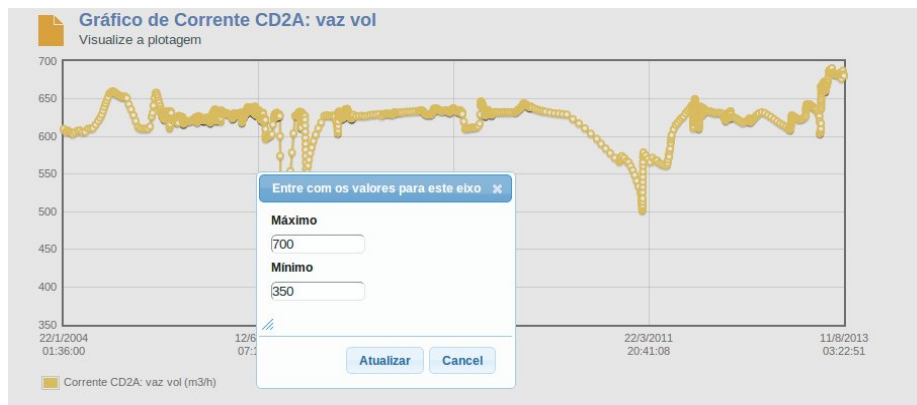 Gráfico de Corrente CD2A: vaz vol
Visualize a plotagem
700
650
600
550
500
450
400
350
Entre com os valores para este eixo ×
Máximo
700
Mínimo
350
Atualizar Cancel
22/1/2004
01:36:00
22/3/2011
20:41:08
11/8/2013
03:22:51
Corrente CD2A: vaz vol (m3/h)